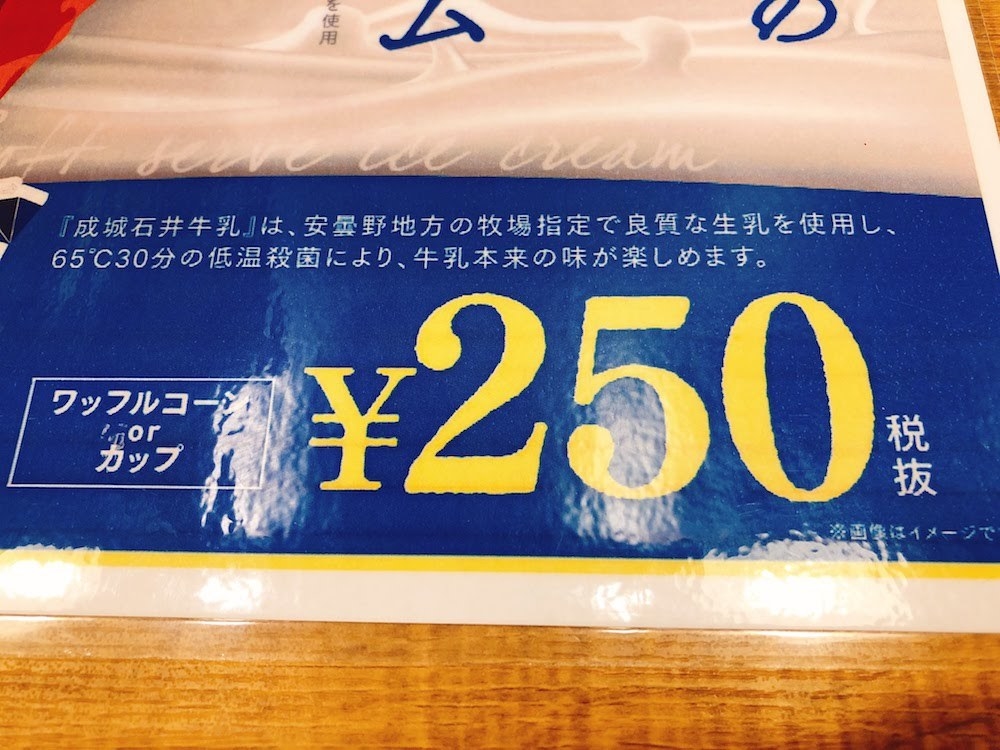 の
ム
を使用
soft serve ice cream
『成城石井牛乳』は、安曇野地方の牧場指定で良質な生乳を使用し、
65℃30分の低温殺菌により、牛乳本来の味が楽しめます。
ワッフルコーン
or
カップ
¥250
税抜
※画像はイメージで